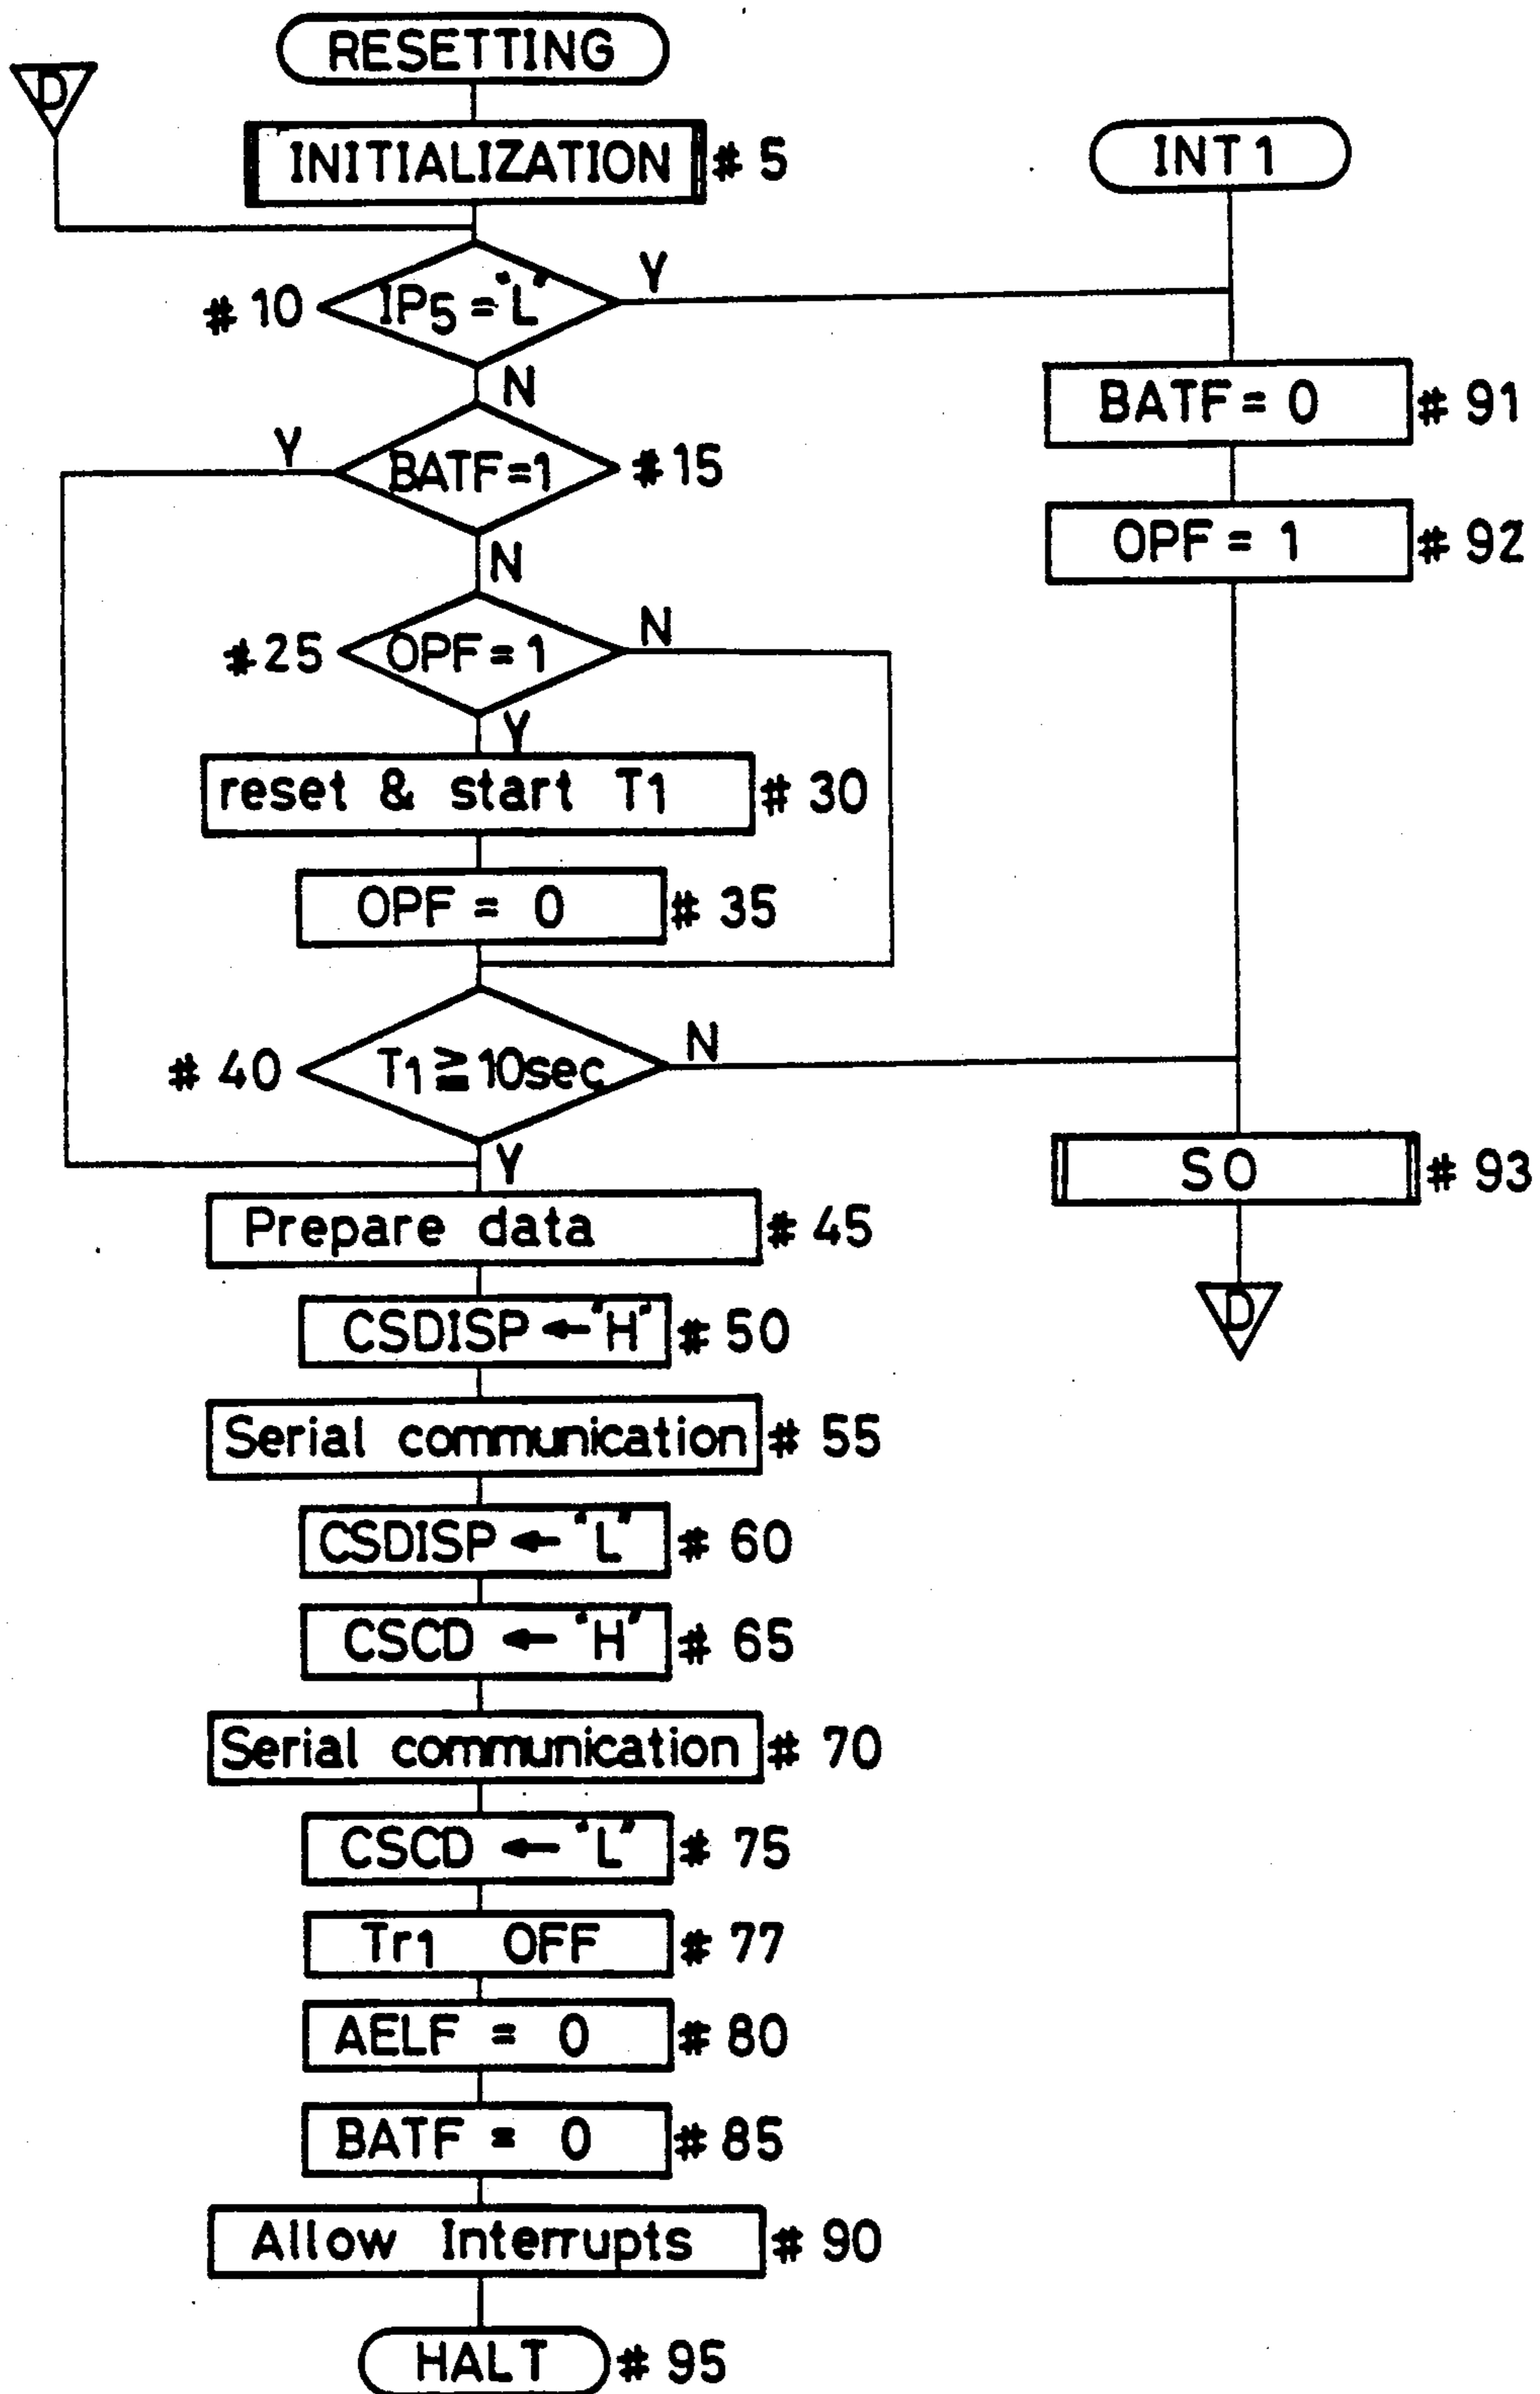 RESETTING
D
INITIALIZATION # 5
INT1
# 10 IP5 = "L" Y
N
BATF = 0 # 91
Y BATF=1 # 15
N
OPF = 1 # 92
# 25 OPF = 1 N
Y
reset & start T1 # 30
OPF = 0 # 35
# 40 T1 ≧ 10sec N
Y
SO # 93
Prepare data # 45
D
CSDISP ← "H" # 50
Serial communication # 55
CSDISP ← "L" # 60
CSCD ← "H" # 65
Serial communication # 70
CSCD ← "L" # 75
Tr1 OFF # 77
AELF = 0 # 80
BATF = 0 # 85
Allow Interrupts # 90
HALT # 95